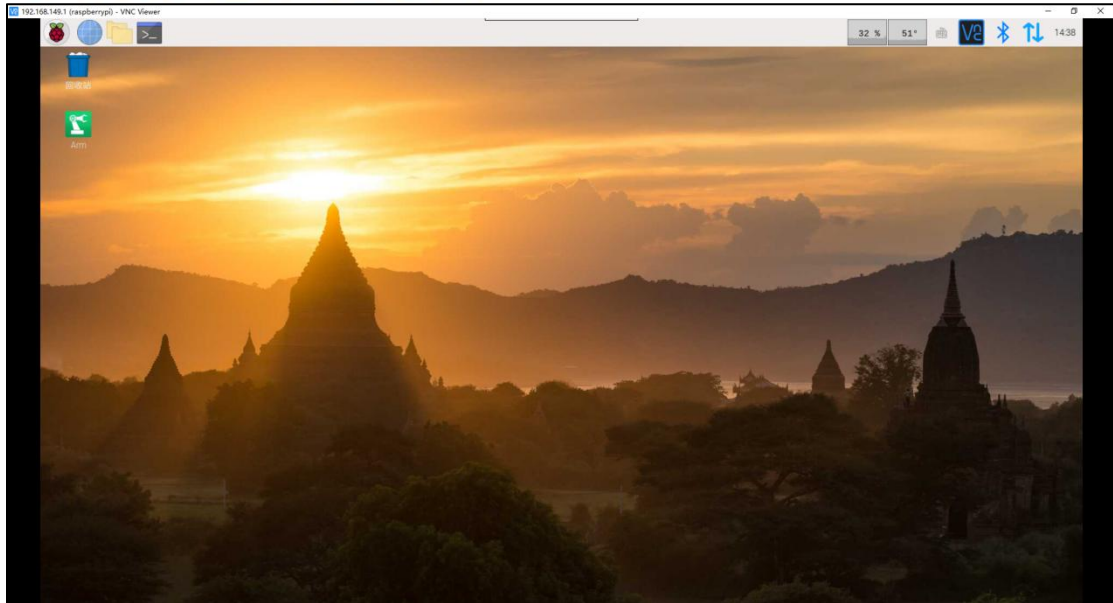 192.168.149.1 (raspberrypi) - VNC Viewer
32 % 51° 14:38
回收站
Arm